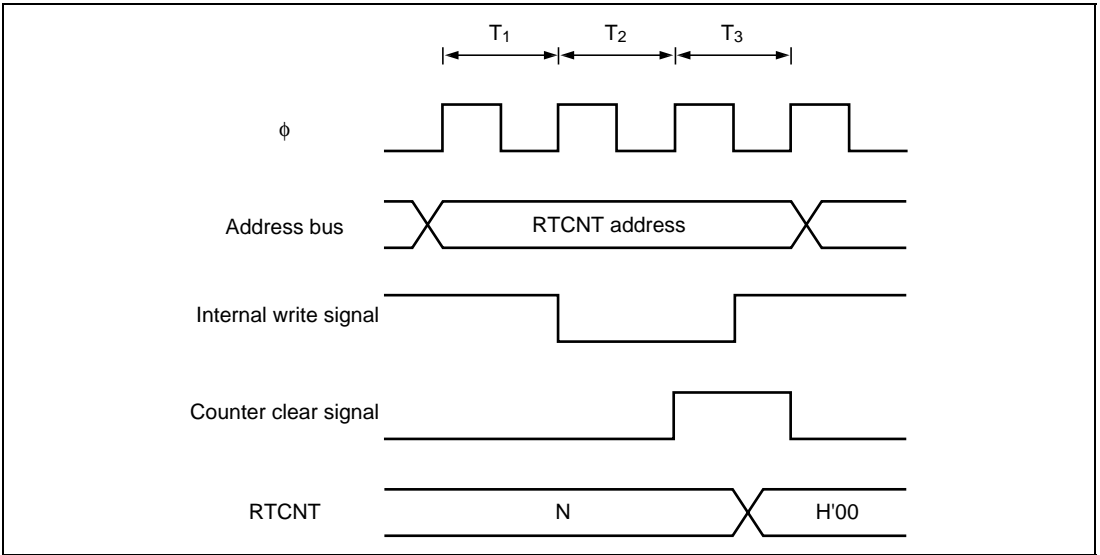 T1 T2 T3
ϕ
Address bus RTCNT address
Internal write signal
Counter clear signal
RTCNT N H'00